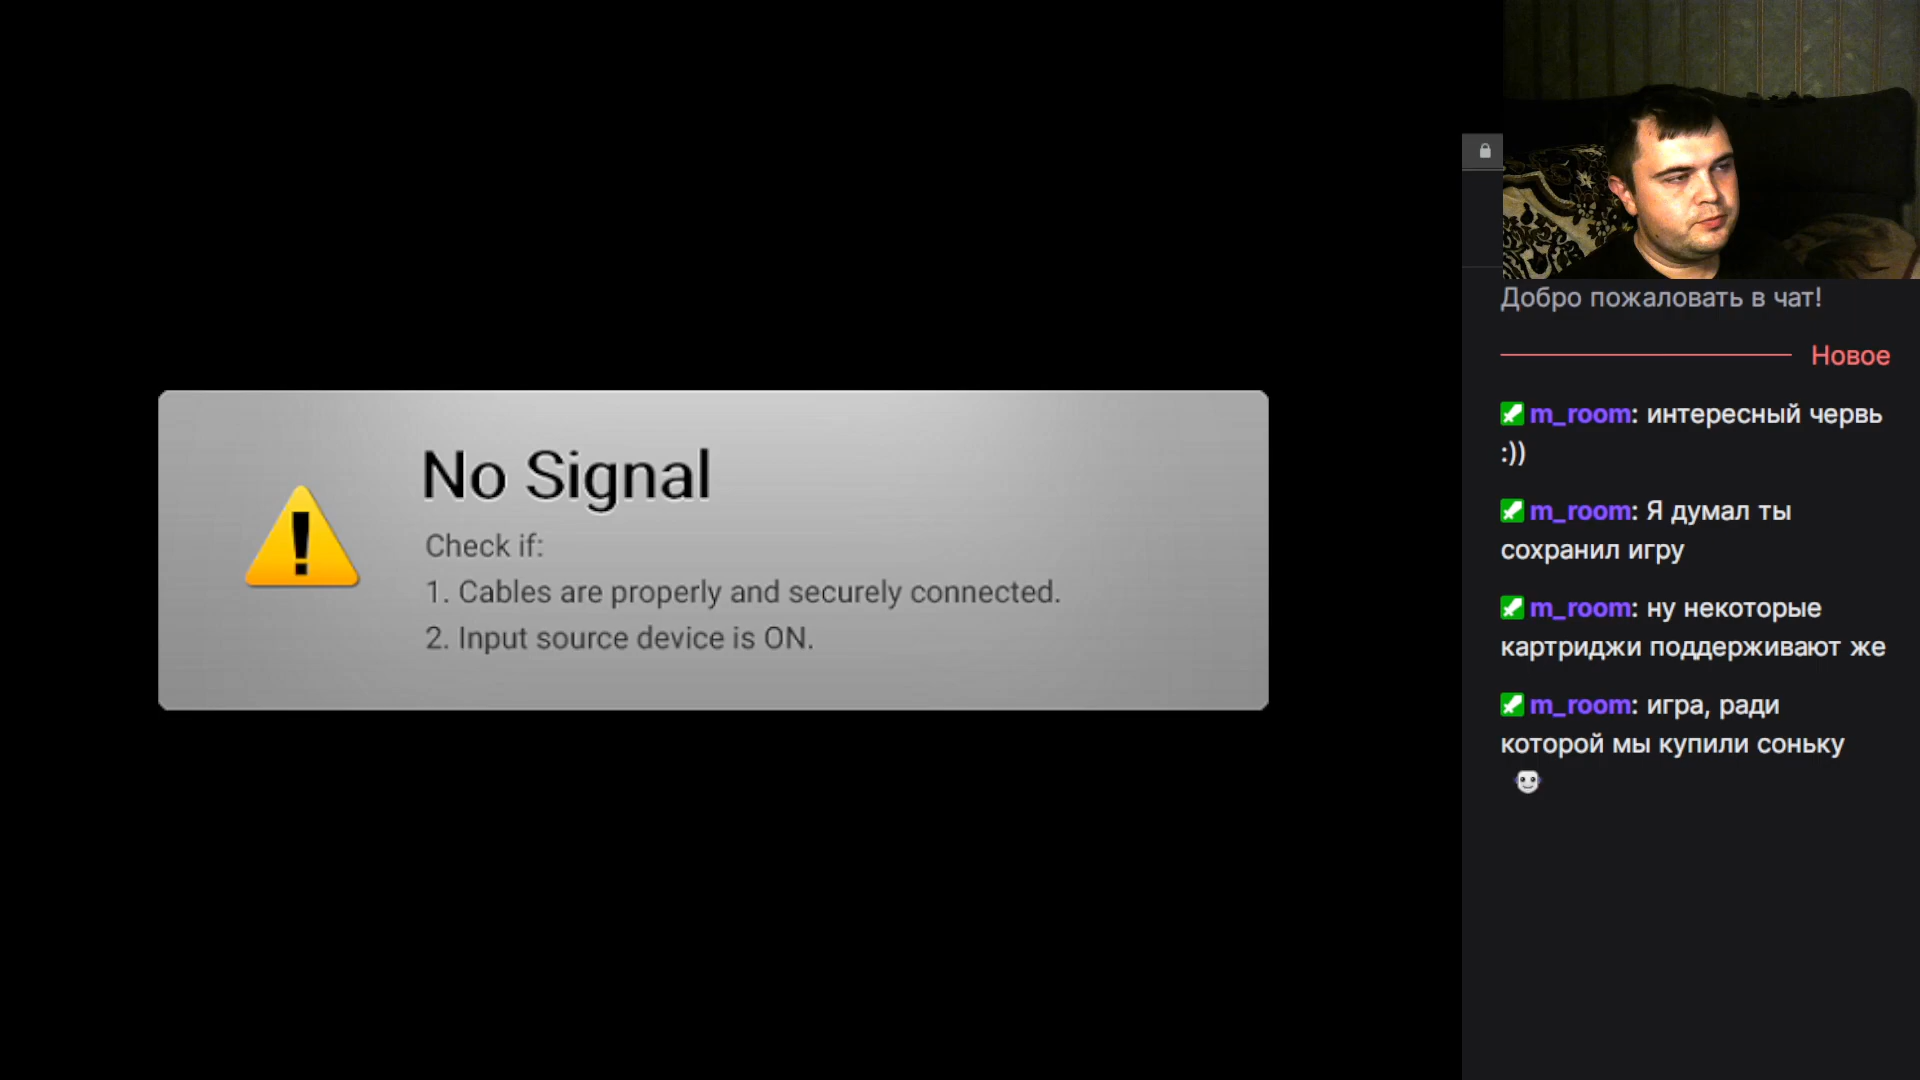 No Signal
Check if:
1. Cables are properly and securely connected.
2. Input source device is ON.
Добро пожаловать в чат!
Новое
m_room: интересный червь
:))
m_room: Я думал ты
сохранил игру
m_room: ну некоторые
картриджи поддерживают же
m_room: игра, ради
которой мы купили соньку